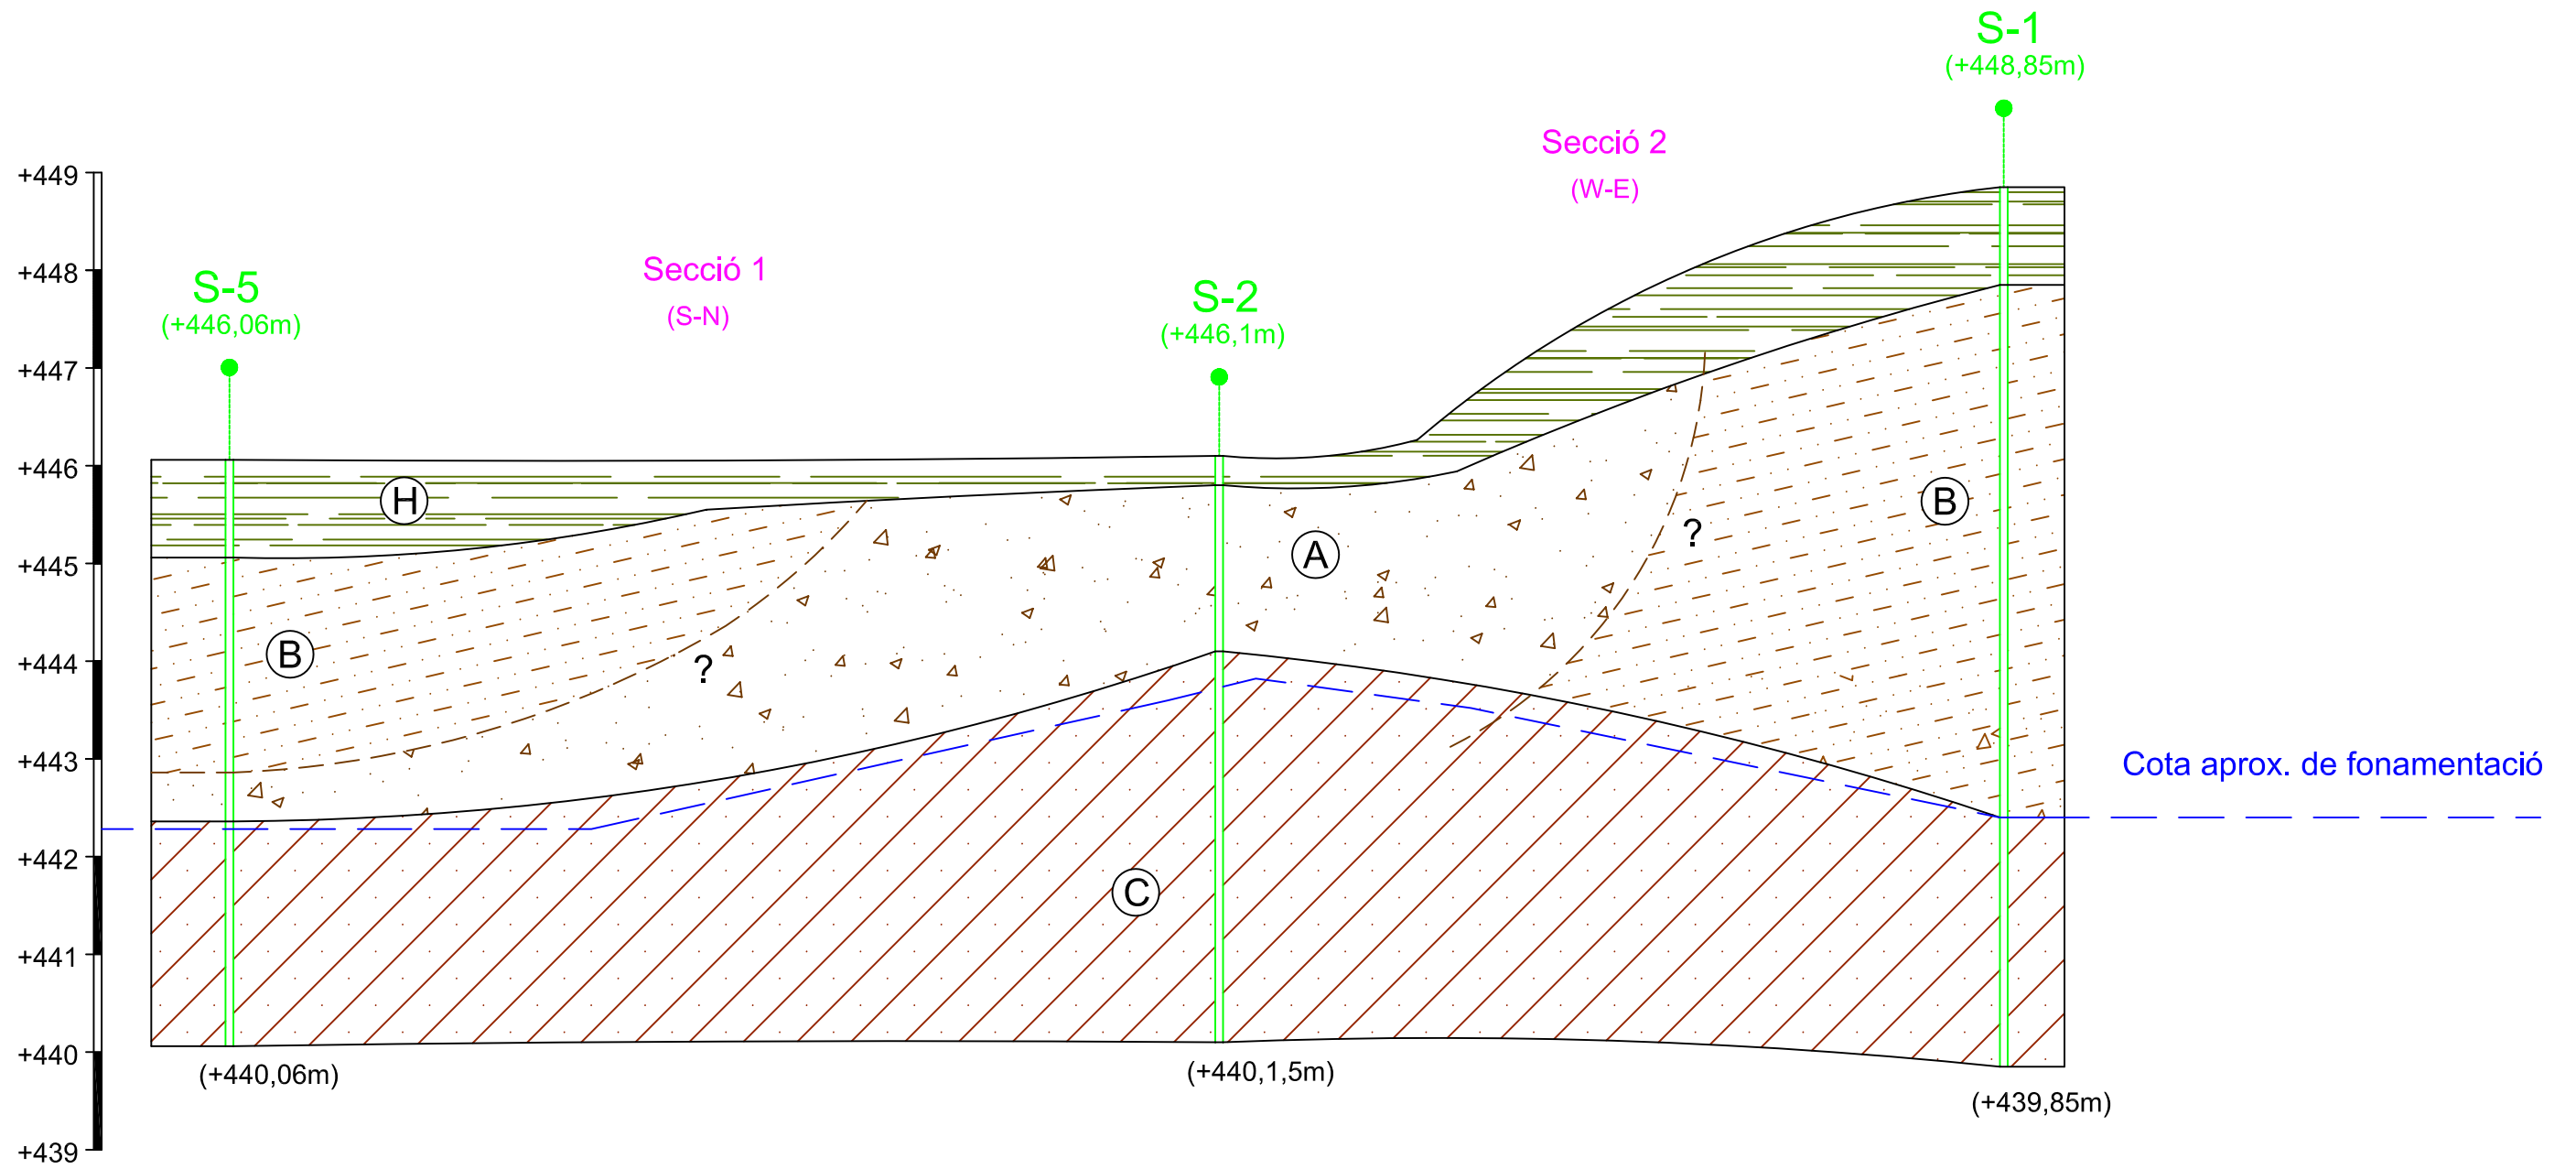 S-1
(+448,85m)
Secció 2
(W-E)
+449
Secció 1
(S-N)
+448
S-5
(+446,06m)
S-2
(+446,1m)
+447
+446
H
B
?
A
+445
B
?
+444
+443
Cota aprox. de fonamentació
+442
C
+441
+440
(+440,06m)
(+440,1,5m)
(+439,85m)
+439